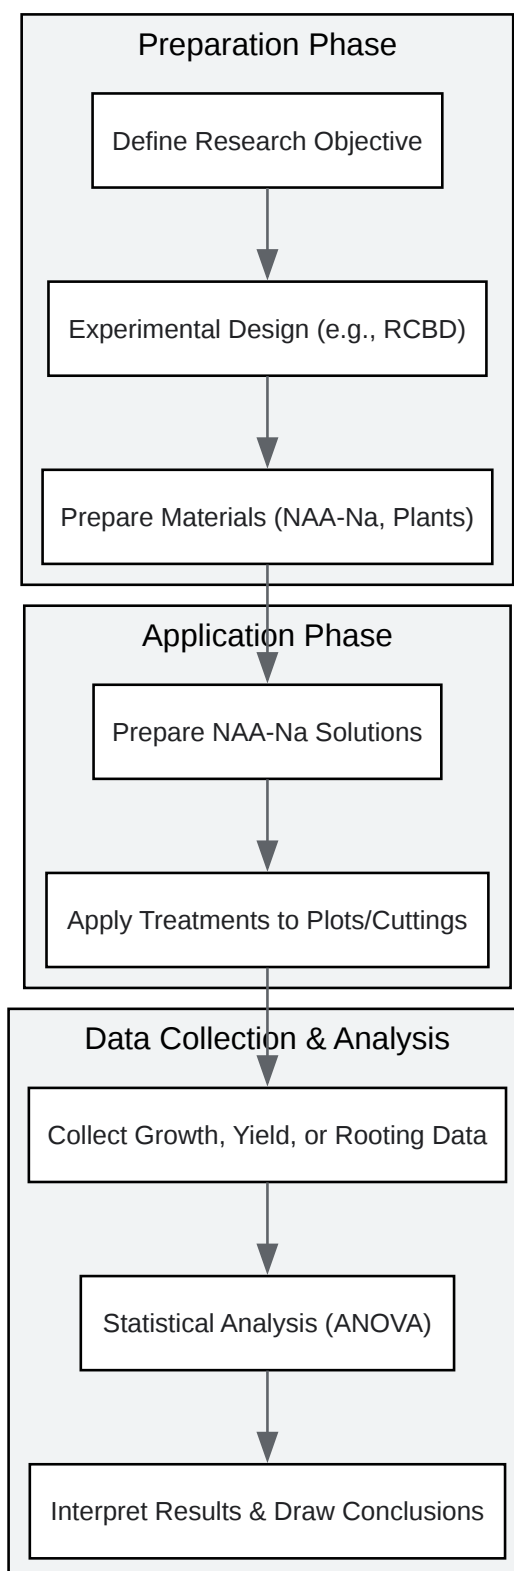 Preparation Phase
Define Research Objective
Experimental Design (e.g., RCBD)
Prepare Materials (NAA-Na, Plants)
Application Phase
Prepare NAA-Na Solutions
Apply Treatments to Plots/Cuttings
Data Collection & Analysis
Collect Growth, Yield, or Rooting Data
Statistical Analysis (ANOVA)
Interpret Results & Draw Conclusions